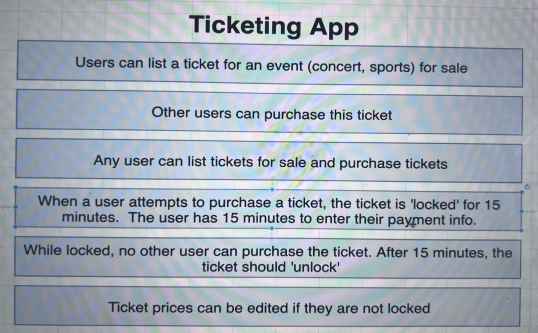 Ticketing App
Users can list a ticket for an event (concert, sports) for sale
Other users can purchase this ticket
Any user can list tickets for sale and purchase tickets
When a user attempts to purchase a ticket, the ticket is 'locked' for 15
minutes. The user has 15 minutes to enter their payment info.
While locked, no other user can purchase the ticket. After 15 minutes, the
ticket should 'unlock'
Ticket prices can be edited if they are not locked